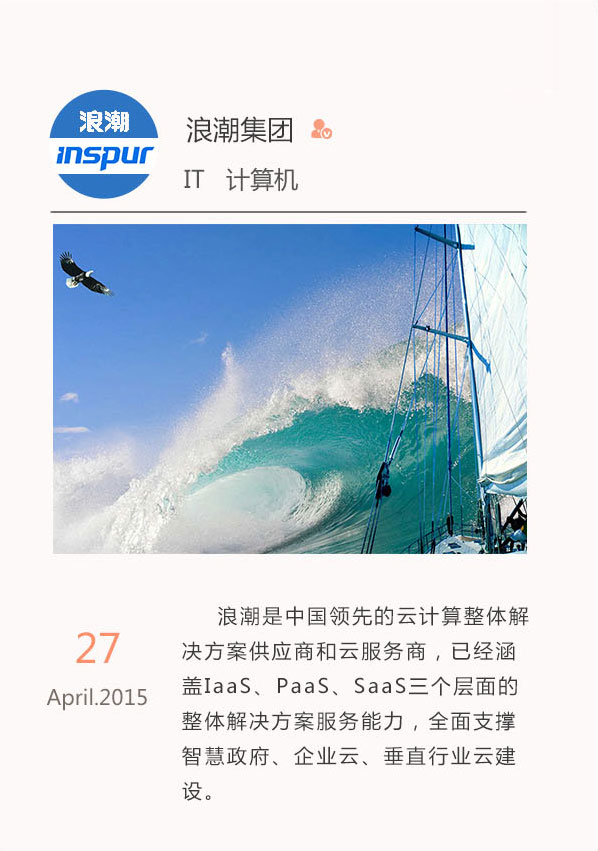 浪潮
inspur
浪潮集团
IT 计算机
27
April.2015
浪潮是中国领先的云计算整体解
决方案供应商和云服务商，已经涵
盖IaaS、PaaS、SaaS三个层面的
整体解决方案服务能力，全面支撑
智慧政府、企业云、垂直行业云建
设。